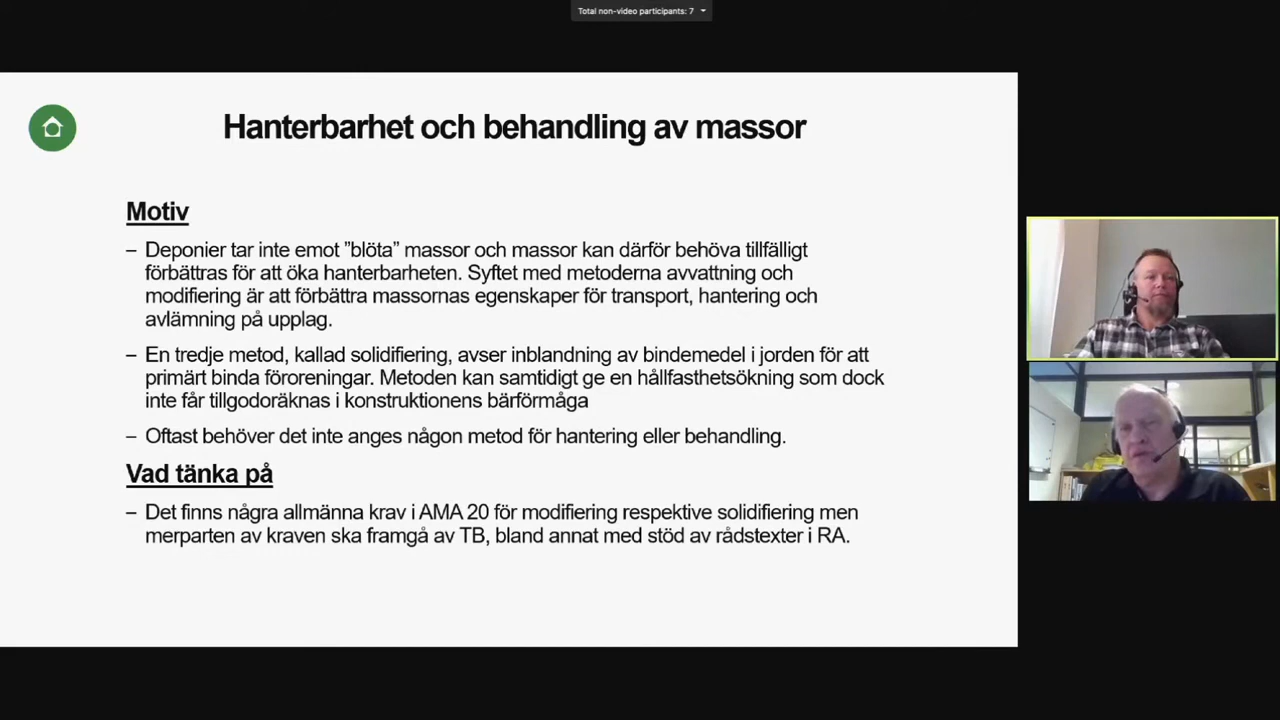 Total non-video participants: 7
Hanterbarhet och behandling av massor
Motiv
– Deponier tar inte emot ”blöta” massor och massor kan därför behöva tillfälligt
förbättras för att öka hanterbarheten. Syftet med metoderna avvattning och
modifiering är att förbättra massornas egenskaper för transport, hantering och
avlämning på upplag.
– En tredje metod, kallad solidifiering, avser inblandning av bindemedel i jorden för att
primärt binda föroreningar. Metoden kan samtidigt ge en hållfasthetsökning som dock
inte får tillgodoräknas i konstruktionens bärförmåga
– Oftast behöver det inte anges någon metod för hantering eller behandling.
Vad tänka på
– Det finns några allmänna krav i AMA 20 för modifiering respektive solidifiering men
merparten av kraven ska framgå av TB, bland annat med stöd av rådstexter i RA.